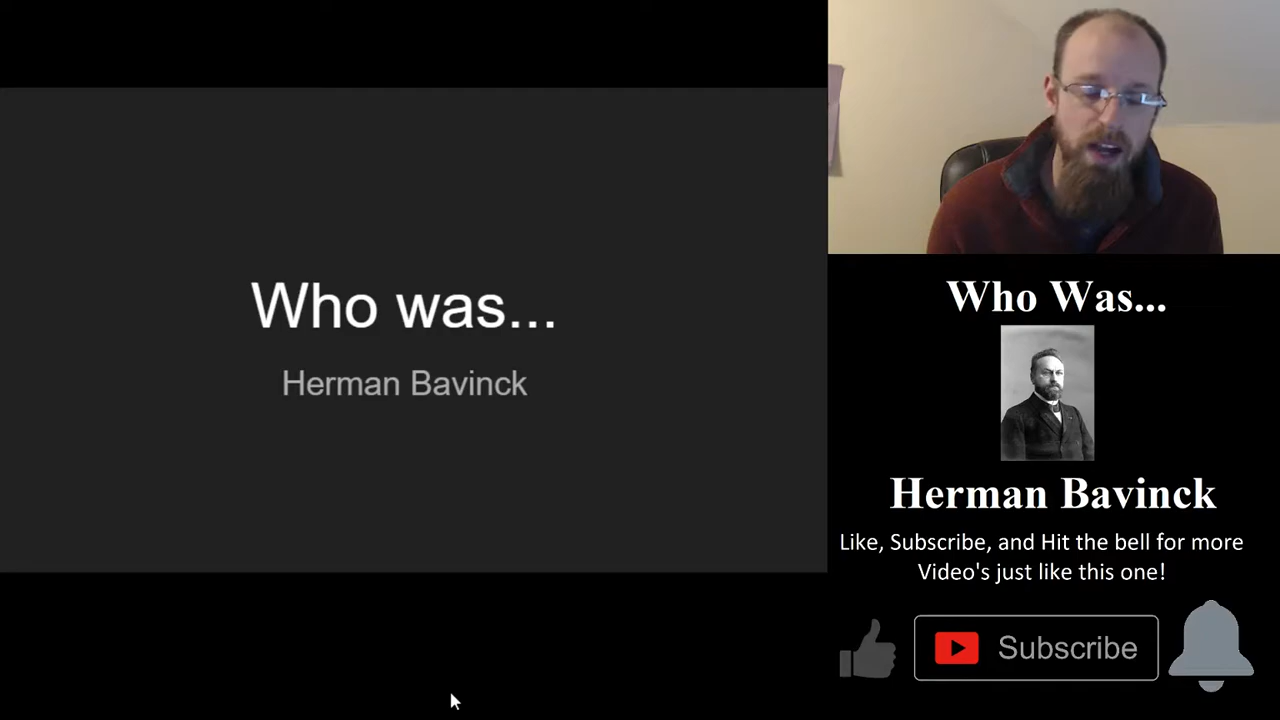 Who was...
Herman Bavinck
Who Was...
Herman Bavinck
Like, Subscribe, and Hit the bell for more
Video's just like this one!
Subscribe